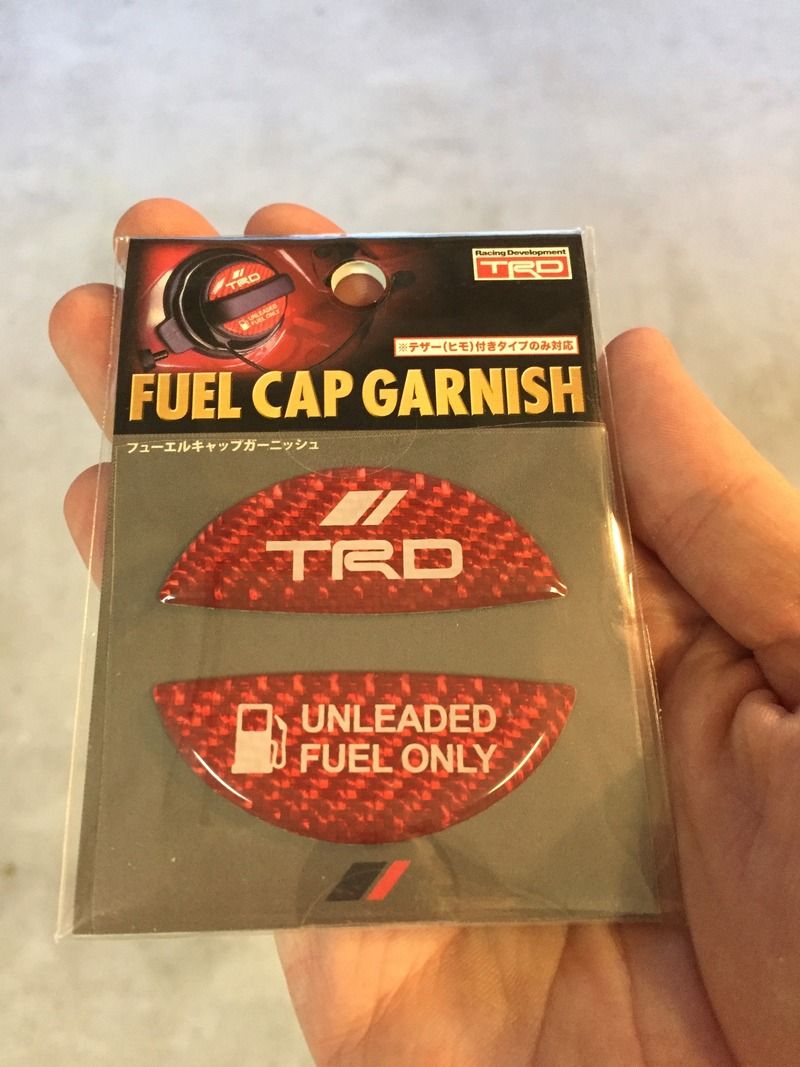 Racing Development
TRD
TRD
UNLEADED
FUEL ONLY
※テザー(ヒモ)付きタイプのみ対応
FUEL CAP GARNISH
フューエルキャップガーニッシュ
TRD
UNLEADED
FUEL ONLY